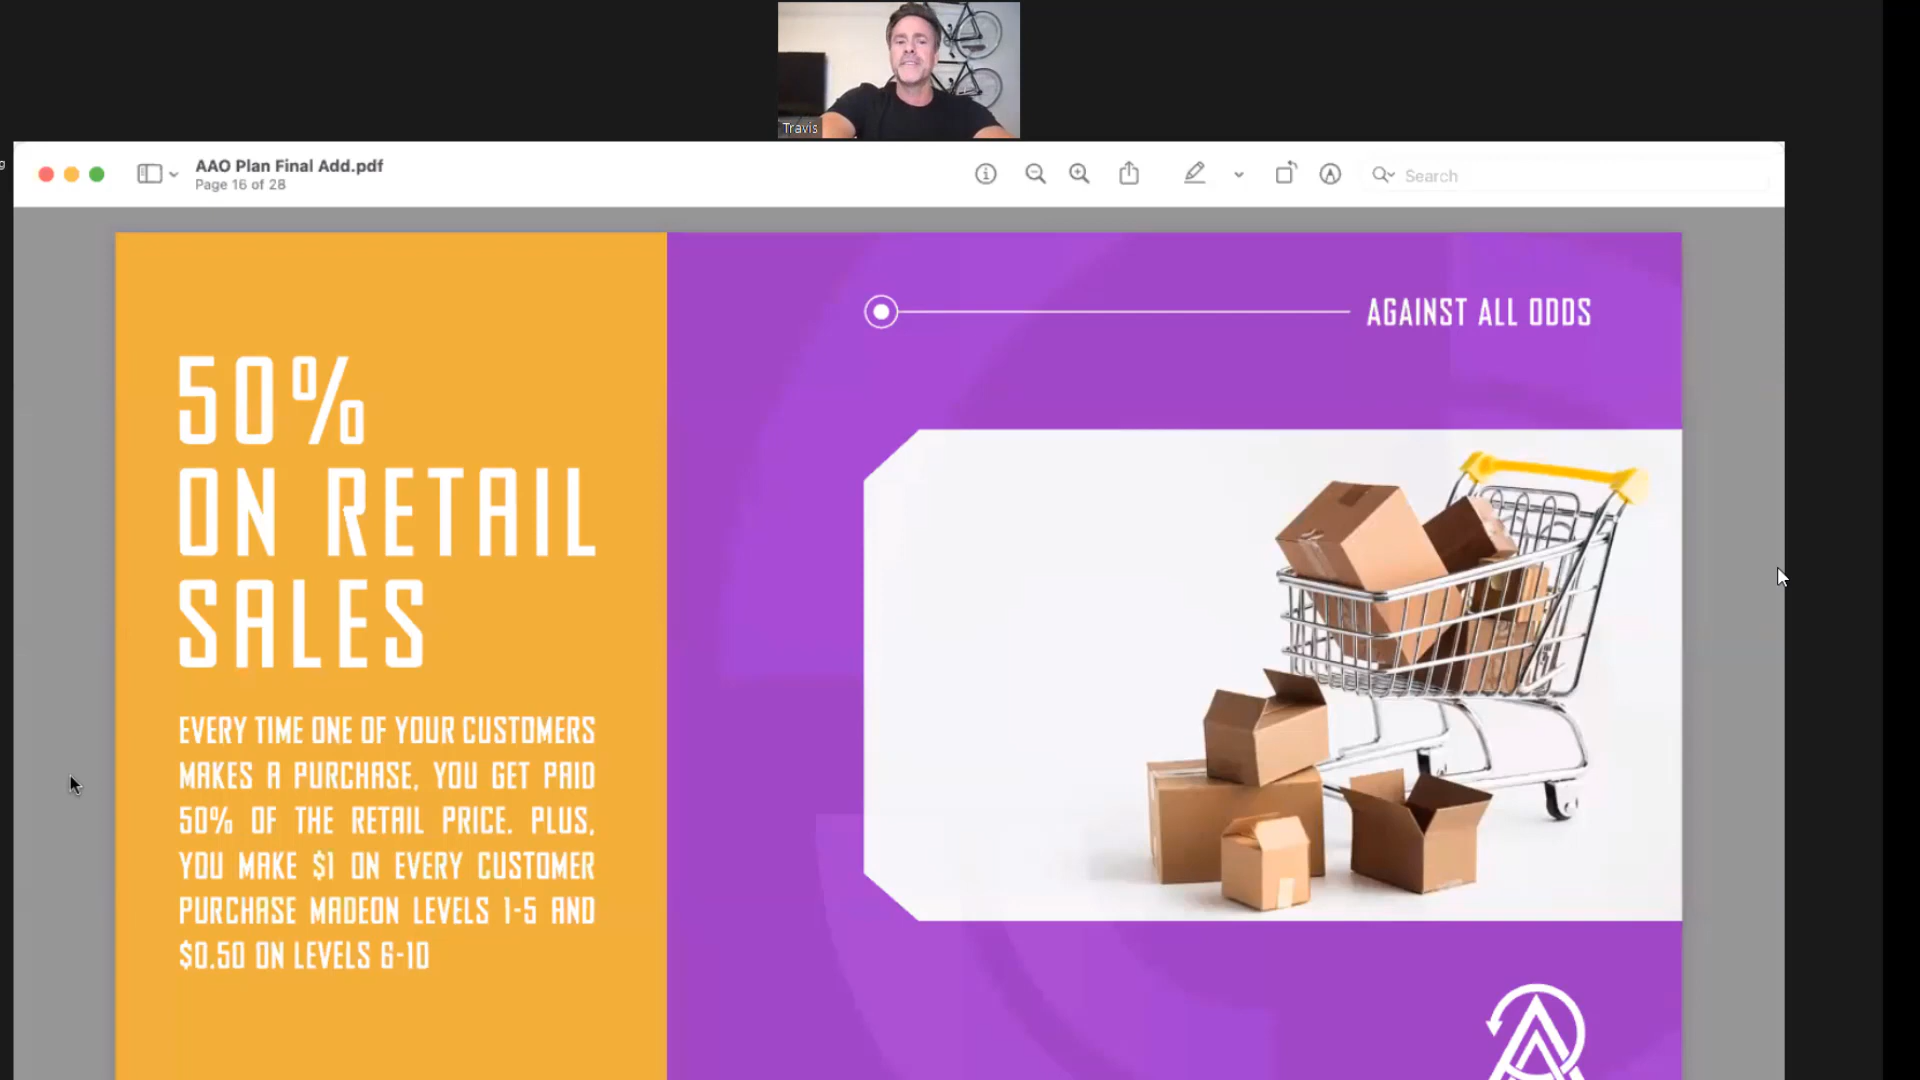 Travis
g
AAO Plan Final Add.pdf
Page 16 of 28
Search
AGAINST ALL ODDS
50%
ON RETAIL
SALES
EVERY TIME ONE OF YOUR CUSTOMERS
MAKES A PURCHASE, YOU GET PAID
50% OF THE RETAIL PRICE. PLUS,
YOU MAKE $1 ON EVERY CUSTOMER
PURCHASE MADEON LEVELS 1-5 AND
$0.50 ON LEVELS 6-10